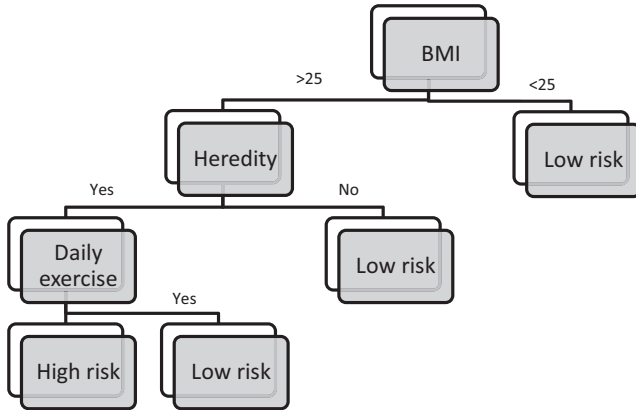 BMI
>25
<25
Heredity
Low risk
Yes
No
Daily
exercise
Low risk
Yes
High risk
Low risk